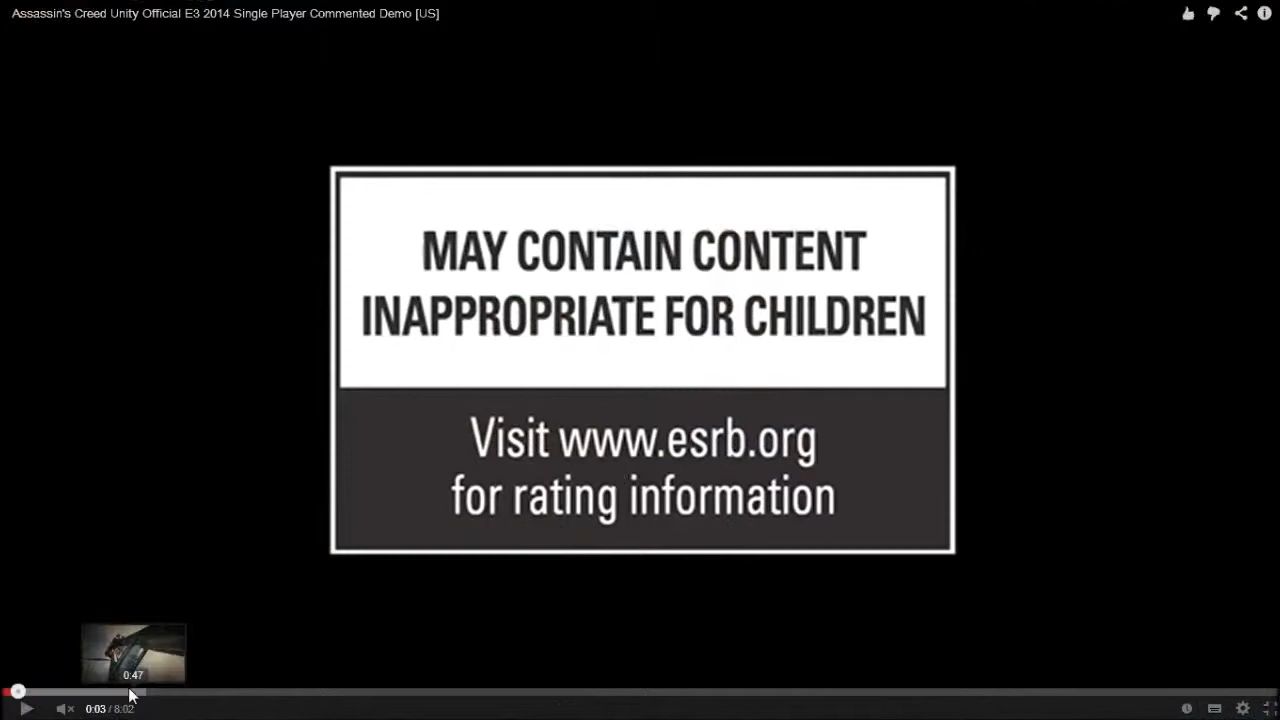 Assassin's Creed Unity Official E3 2014 Single Player Commented Demo [US]
MAY CONTAIN CONTENT
INAPPROPRIATE FOR CHILDREN
Visit www.esrb.org
for rating information
0:47
0:03 / 8:02